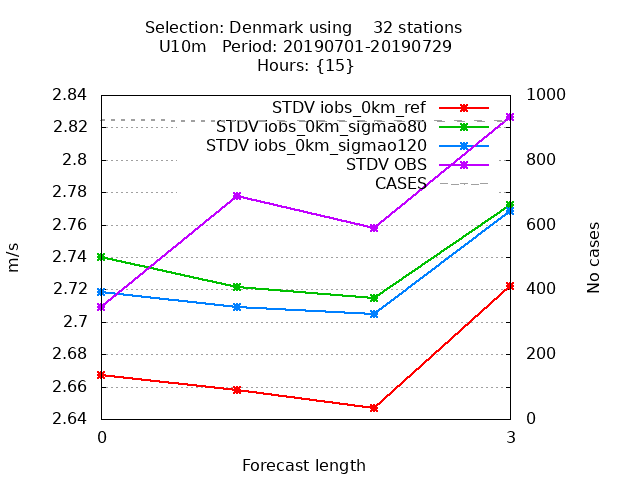 Selection: Denmark using    32 stations
U10m   Period: 20190701-20190729
Hours: {15}
2.84
2.82
2.8
2.78
2.76
2.74
2.72
2.7
2.68
2.66
2.64
m/s
STDV iobs_0km_ref
STDV iobs_0km_sigmao80
STDV iobs_0km_sigmao120
STDV OBS
CASES
1000
800
600
400
200
0
No cases
0
3
Forecast length